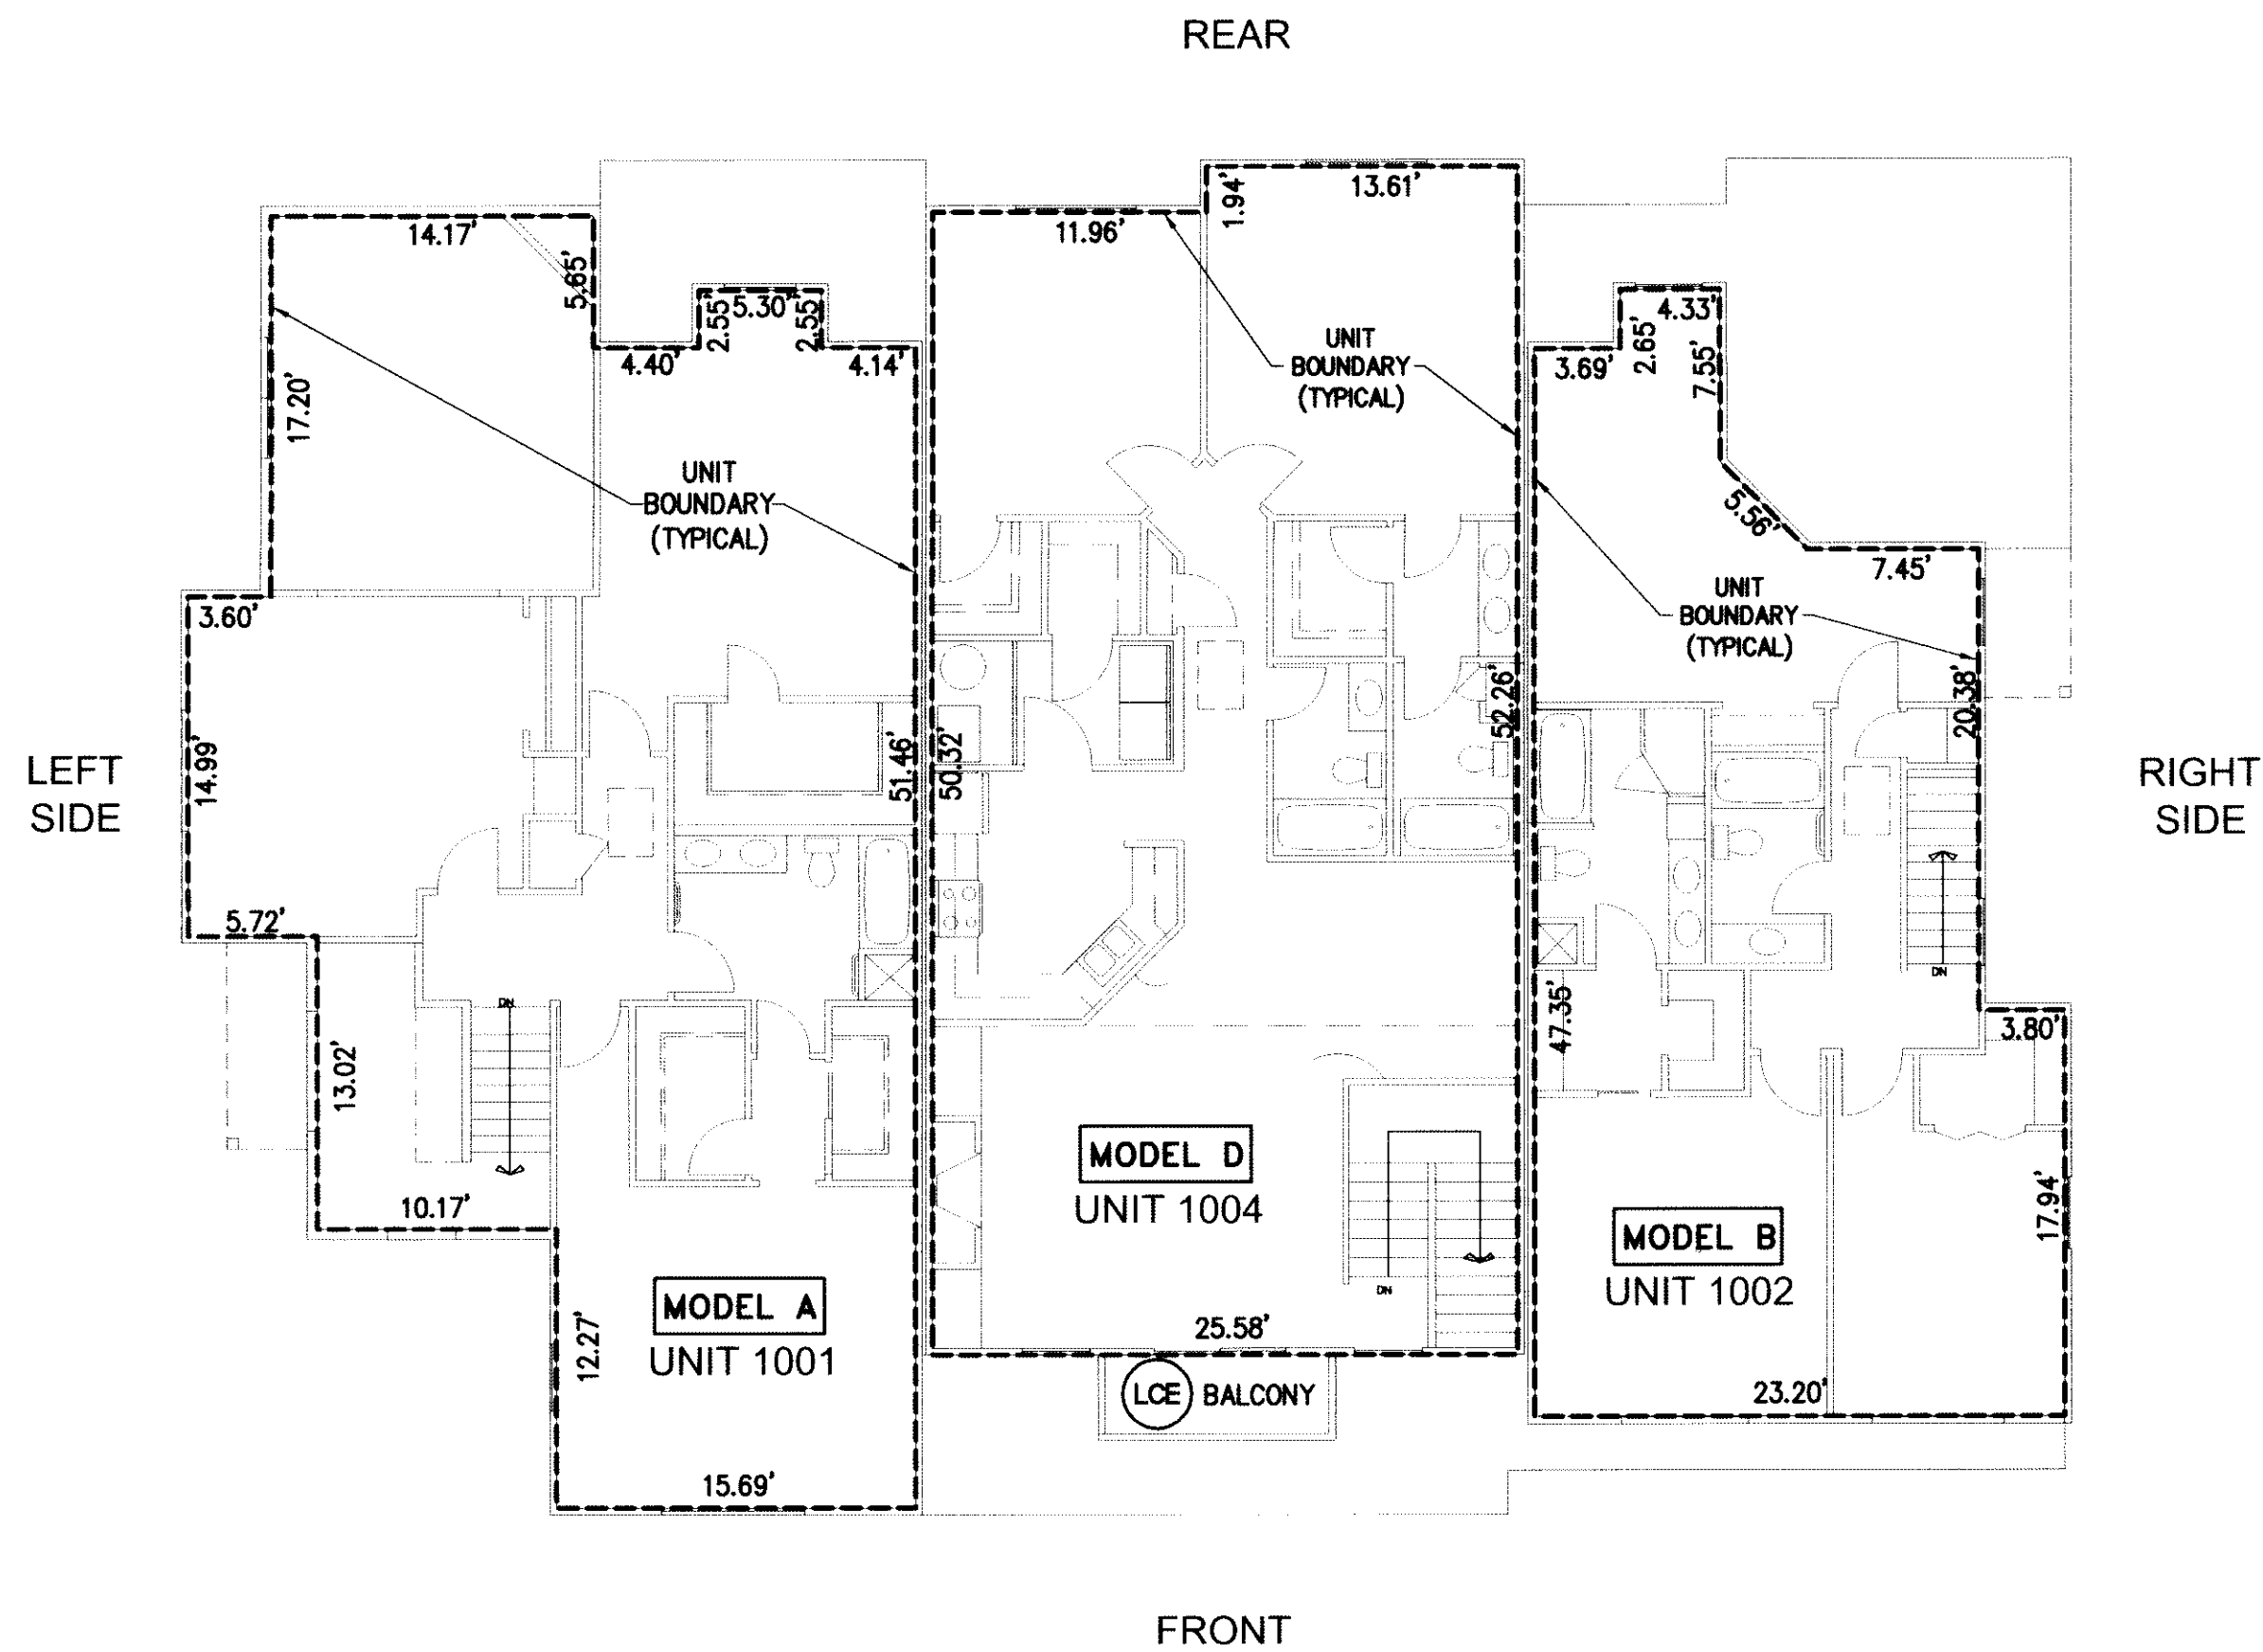 REAR
13.61'
1.94'
11.96'
14.17'
5.65'
2.55'
5.30'
2.55'
4.40'
4.14'
4.33'
2.65'
3.69'
7.55'
UNIT
BOUNDARY
(TYPICAL)
17.20'
UNIT
BOUNDARY
(TYPICAL)
5.56'
7.45'
UNIT
BOUNDARY
(TYPICAL)
3.60'
52.26'
20.38'
LEFT
SIDE
14.99'
51.46'
50.32'
RIGHT
SIDE
5.72'
DN
DN
47.35'
3.80'
13.02'
MODEL D
UNIT 1004
10.17'
17.94'
MODEL B
UNIT 1002
DN
MODEL A
UNIT 1001
12.27'
25.58'
LCE BALCONY
23.20'
15.69'
FRONT